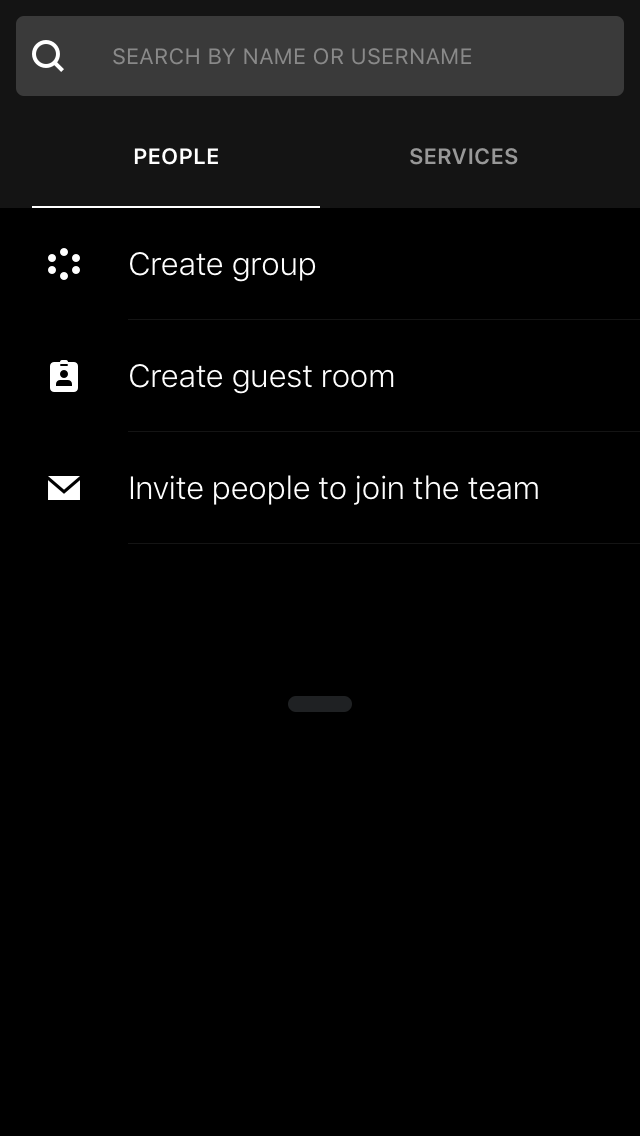 SEARCH BY NAME OR USERNAME
PEOPLE
SERVICES
Create group
Create guest room
Invite people to join the team